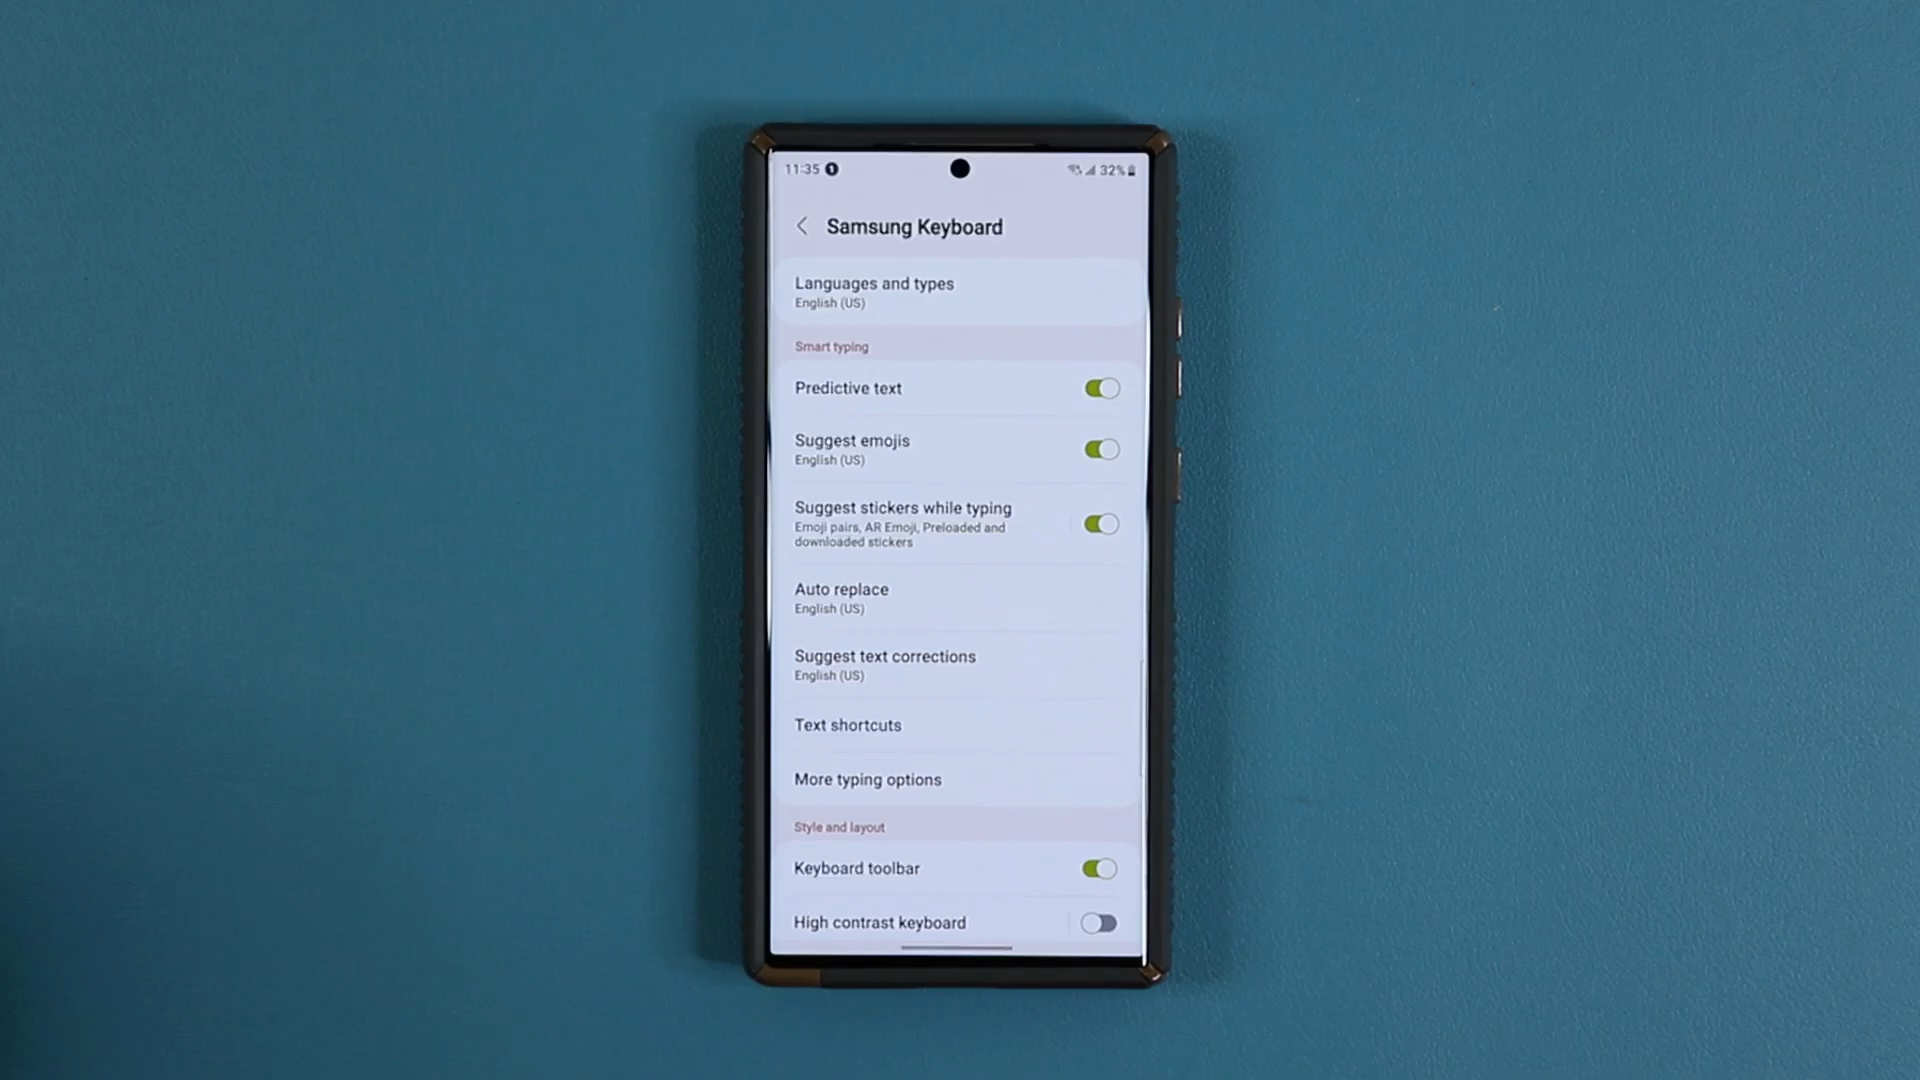 11:35 1 32%
Samsung Keyboard
Languages and types
English (US)
Smart typing
Predictive text
Suggest emojis
English (US)
Suggest stickers while typing
Emoji pairs, AR Emoji, Preloaded and
downloaded stickers
Auto replace
English (US)
Suggest text corrections
English (US)
Text shortcuts
More typing options
Style and layout
Keyboard toolbar
High contrast keyboard